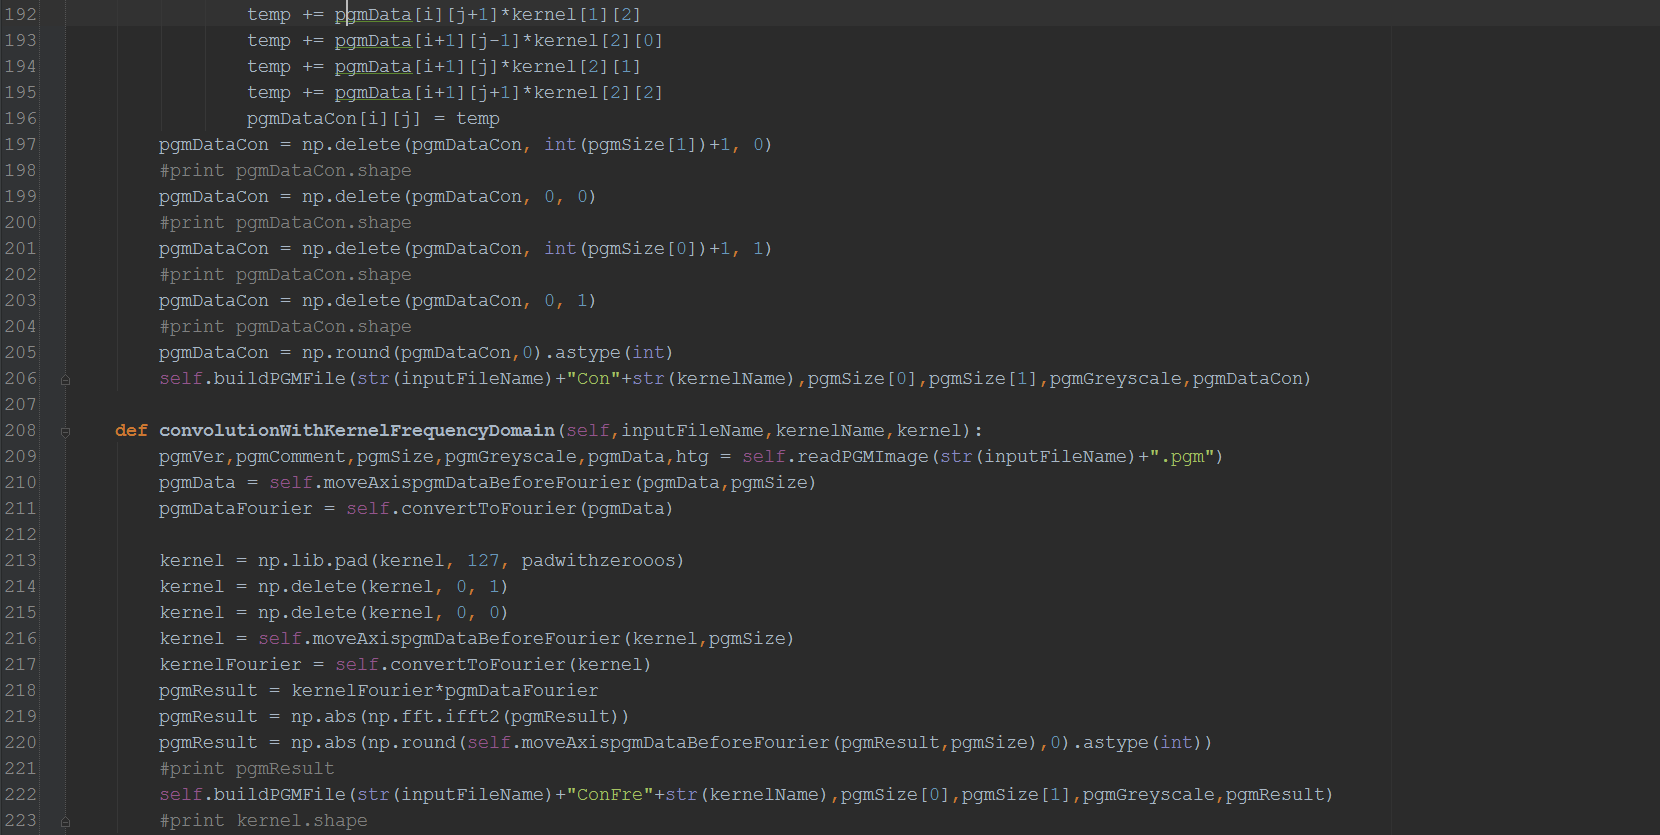 192 temp += pgmData[i][j+1]*kernel[1][2]
193 temp += pgmData[i+1][j-1]*kernel[2][0]
194 temp += pgmData[i+1][j]*kernel[2][1]
195 temp += pgmData[i+1][j+1]*kernel[2][2]
196 pgmDataCon[i][j] = temp
197 pgmDataCon = np.delete(pgmDataCon, int(pgmSize[1])+1, 0)
198 #print pgmDataCon.shape
199 pgmDataCon = np.delete(pgmDataCon, 0, 0)
200 #print pgmDataCon.shape
201 pgmDataCon = np.delete(pgmDataCon, int(pgmSize[0])+1, 1)
202 #print pgmDataCon.shape
203 pgmDataCon = np.delete(pgmDataCon, 0, 1)
204 #print pgmDataCon.shape
205 pgmDataCon = np.round(pgmDataCon,0).astype(int)
206 self.buildPGMFile(str(inputFileName)+"Con"+str(kernelName),pgmSize[0],pgmSize[1],pgmGreyscale,pgmDataCon)
207
208 def convolutionWithKernelFrequencyDomain(self,inputFileName,kernelName,kernel):
209 pgmVer,pgmComment,pgmSize,pgmGreyscale,pgmData,htg = self.readPGMImage(str(inputFileName)+".pgm")
210 pgmData = self.moveAxispgmDataBeforeFourier(pgmData,pgmSize)
211 pgmDataFourier = self.convertToFourier(pgmData)
212
213 kernel = np.lib.pad(kernel, 127, padwithzerooos)
214 kernel = np.delete(kernel, 0, 1)
215 kernel = np.delete(kernel, 0, 0)
216 kernel = self.moveAxispgmDataBeforeFourier(kernel,pgmSize)
217 kernelFourier = self.convertToFourier(kernel)
218 pgmResult = kernelFourier*pgmDataFourier
219 pgmResult = np.abs(np.fft.ifft2(pgmResult))
220 pgmResult = np.abs(np.round(self.moveAxispgmDataBeforeFourier(pgmResult,pgmSize),0).astype(int))
221 #print pgmResult
222 self.buildPGMFile(str(inputFileName)+"ConFre"+str(kernelName),pgmSize[0],pgmSize[1],pgmGreyscale,pgmResult)
223 #print kernel.shape